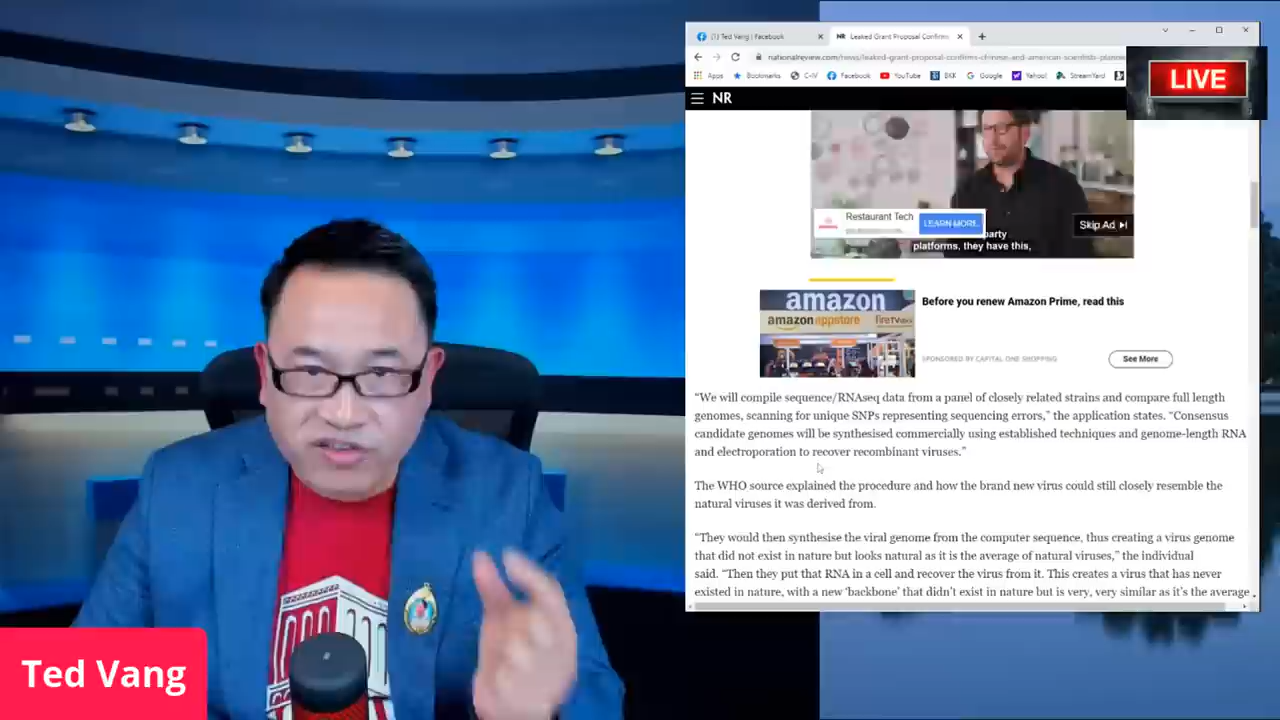 [1] Ted Vang | Facebook
NR Leaked Grant Proposal Confirms
nationalreview.com/news/leaked-grant-proposal-confirms-chinese-and-american-scientists-planne
Apps Bookmarks C-IV Facebook YouTube BKK Google Yahoo! StreamYard
LIVE
NR
Restaurant Tech
LEARN MORE
Skip Ad
party
platforms, they have this,
amazon
amazon appstore firetv
Before you renew Amazon Prime, read this
SPONSORED BY CAPITAL ONE SHOPPING
See More
“We will compile sequence/RNAseq data from a panel of closely related strains and compare full length
genomes, scanning for unique SNPs representing sequencing errors,” the application states. “Consensus
candidate genomes will be synthesised commercially using established techniques and genome-length RNA
and electroporation to recover recombinant viruses.”
The WHO source explained the procedure and how the brand new virus could still closely resemble the
natural viruses it was derived from.
“They would then synthesise the viral genome from the computer sequence, thus creating a virus genome
that did not exist in nature but looks natural as it is the average of natural viruses,” the individual
said. “Then they put that RNA in a cell and recover the virus from it. This creates a virus that has never
existed in nature, with a new ‘backbone’ that didn’t exist in nature but is very, very similar as it’s the average
Ted Vang